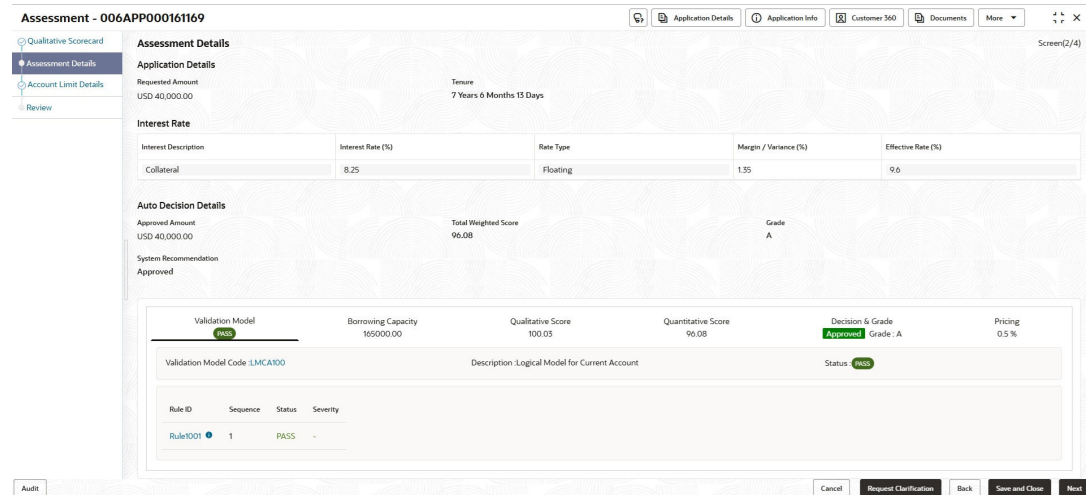 Assessment - 006APP000161169
Application Details
Application Info
Customer 360
Documents
More
Qualitative Scorecard
Assessment Details
Account Limit Details
Review
Assessment Details
Screen(2/4)
Application Details
Requested Amount Tenure
USD 40,000.00 7 Years 6 Months 13 Days
Interest Rate
Interest Description Interest Rate (%) Rate Type Margin / Variance (%) Effective Rate (%)
Collateral 8.25 Floating 1.35 9.6
Auto Decision Details
Approved Amount Total Weighted Score Grade
USD 40,000.00 96.08 A
System Recommendation
Approved
Validation Model Borrowing Capacity Qualitative Score Quantitative Score Decision & Grade Pricing
PASS 165000.00 100.03 96.08 Approved Grade : A 0.5 %
Validation Model Code :LMCA100 Description :Logical Model for Current Account Status : PASS
Rule ID Sequence Status Severity
Rule1001 1 PASS -
Audit Cancel Request Clarification Back Save and Close Next